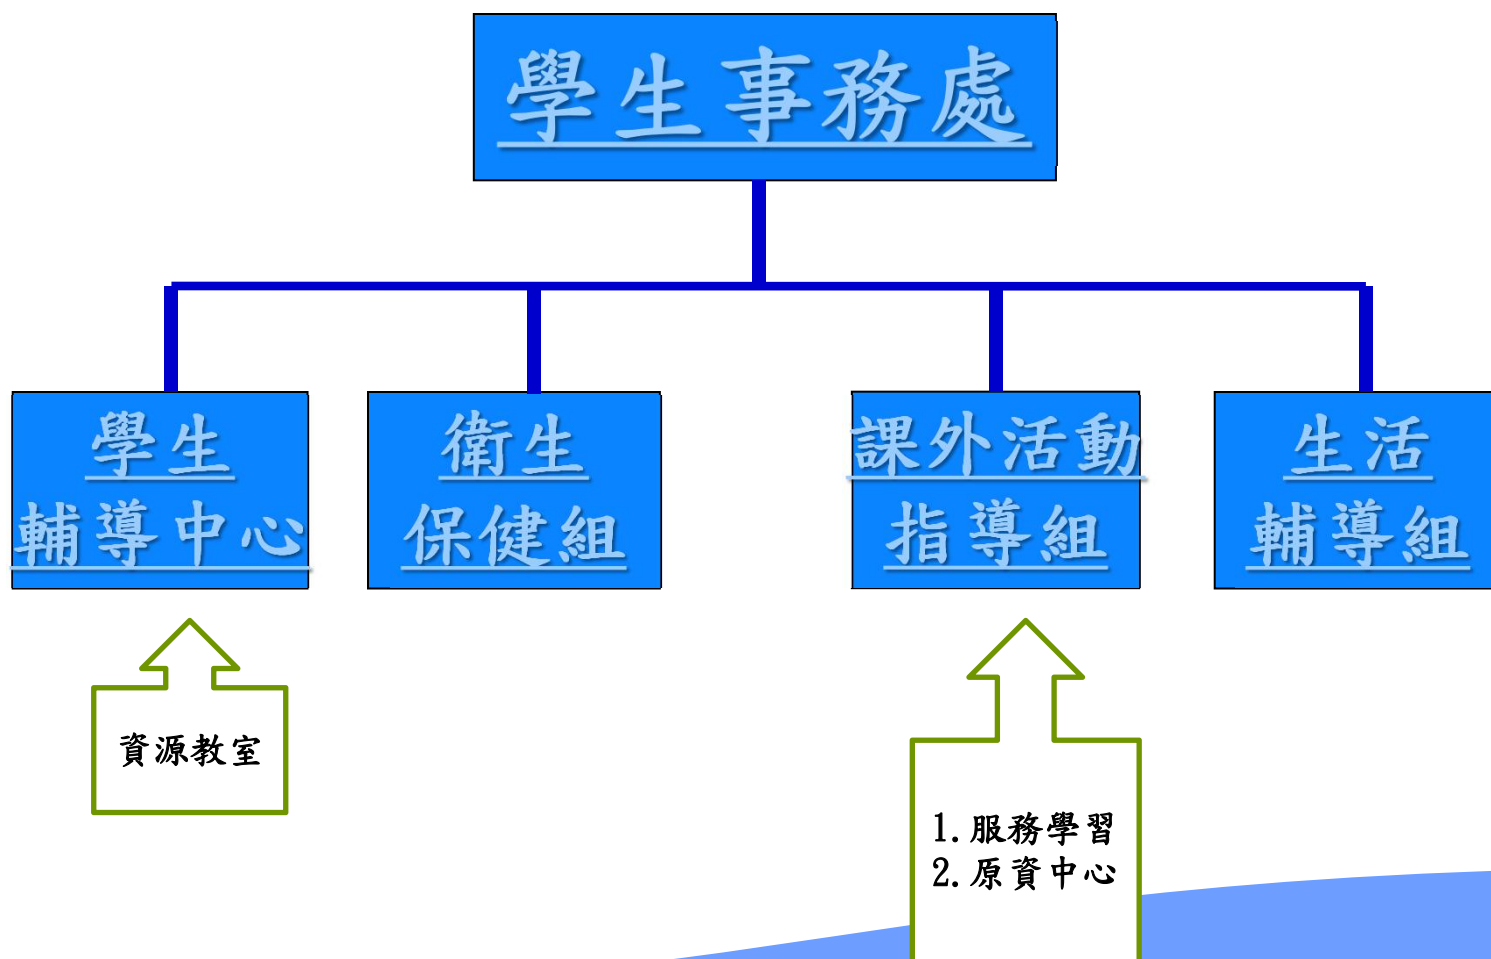 學生事務處
學生
輔導中心
衛生
保健組
課外活動
指導組
生活
輔導組
資源教室
1.服務學習
2.原資中心